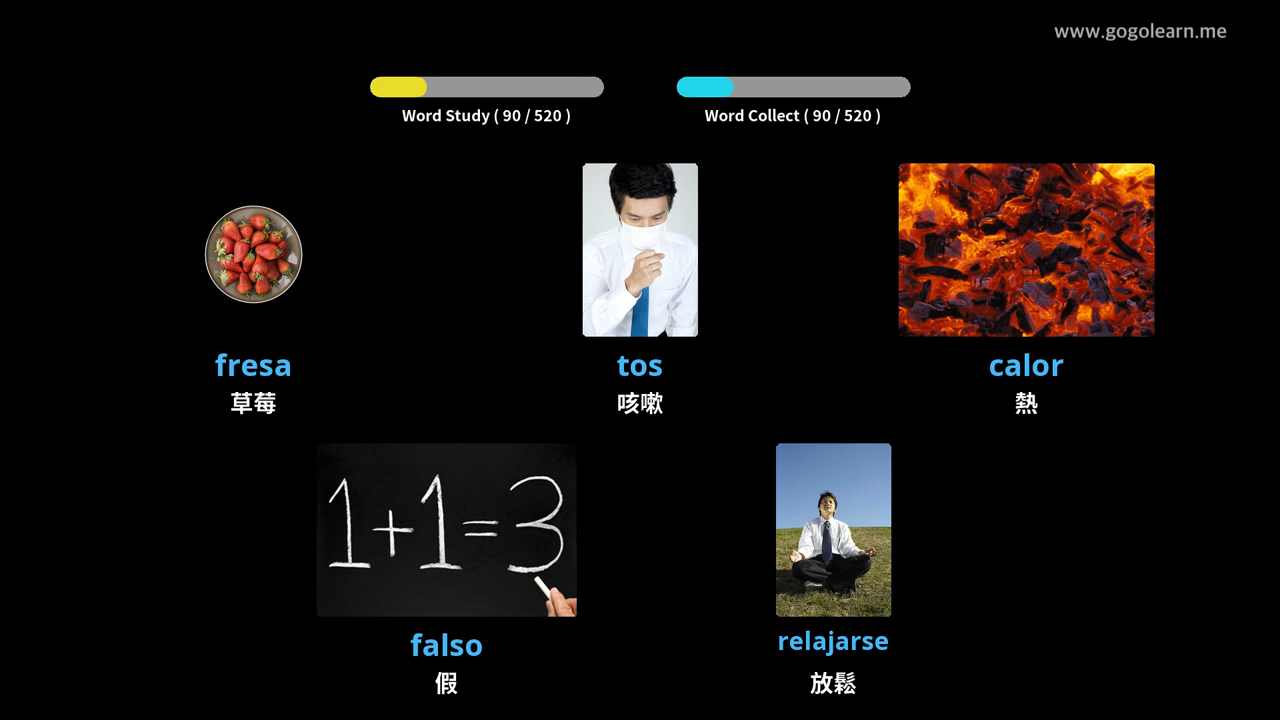 www.gogolearn.me
Word Study ( 90 / 520 )
Word Collect ( 90 / 520 )
fresa
草莓
tos
咳嗽
calor
熱
1+1=3
falso
假
relajarse
放鬆